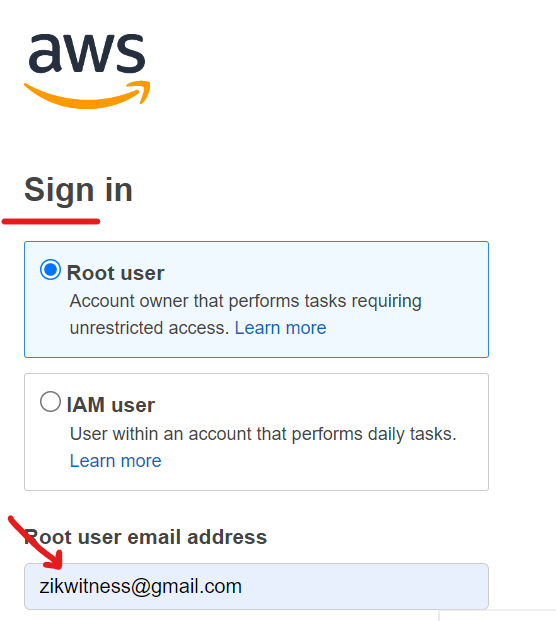 aws
Sign in
Root user
Account owner that performs tasks requiring
unrestricted access. Learn more
IAM user
User within an account that performs daily tasks.
Learn more
Root user email address
zikwitness@gmail.com